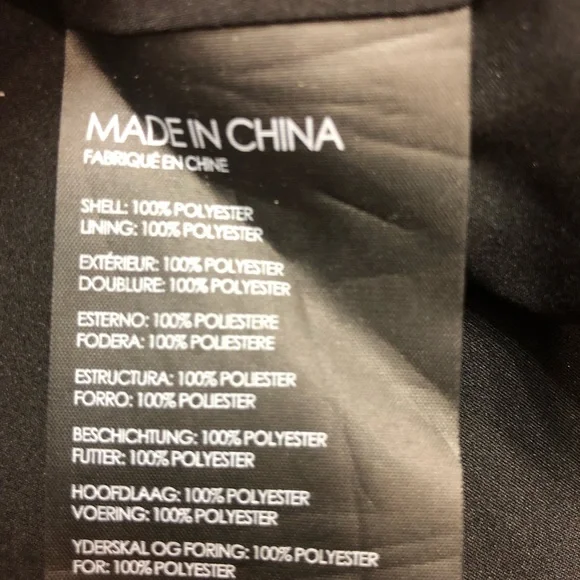 MADE IN CHINA
FABRIQUÉ EN CHINE
SHELL: 100% POLYESTER
LINING: 100% POLYESTER
EXTÉRIEUR: 100% POLYESTER
DOUBLURE: 100% POLYESTER
ESTERNO: 100% POLIESTERE
FODERA: 100% POLIESTERE
ESTRUCTURA: 100% POLIESTER
FORRO: 100% POLIESTER
BESCHICHTUNG: 100% POLYESTER
FUTTER: 100% POLYESTER
HOOFDLAAG: 100% POLYESTER
VOERING: 100% POLYESTER
YDERSKAL OG FORING: 100% POLYESTER
FOR: 100% POLYESTER